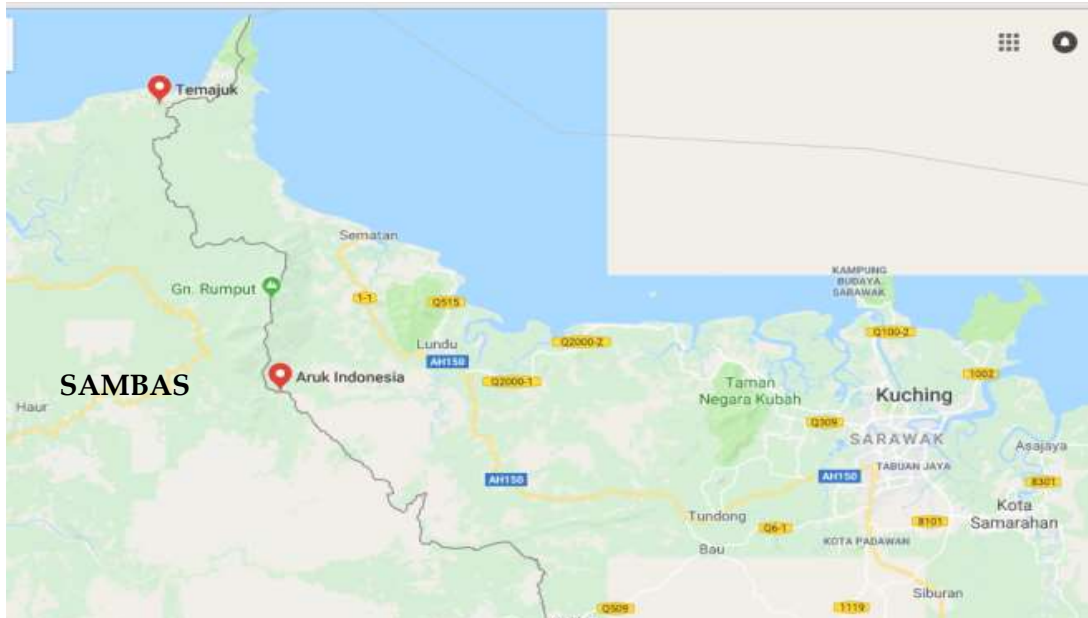 Temajuk
Sematan
KAMPUNG
BUDAYA
SARAWAK
Gn. Rumput
1-1
Q515
Q100-2
Lundu
Q2000-2
AH150
Aruk Indonesia
Q2000-1
1002
SAMBAS
Taman
Negara Kubah
Kuching
Haur
Q309
SARAWAK
Asajaya
TABUAN JAYA
AH150
AH150
8301
Kota
Samarahan
Tundong
Q6-1
8101
Bau
KOTA PADAWAN
Siburan
Q509
1119